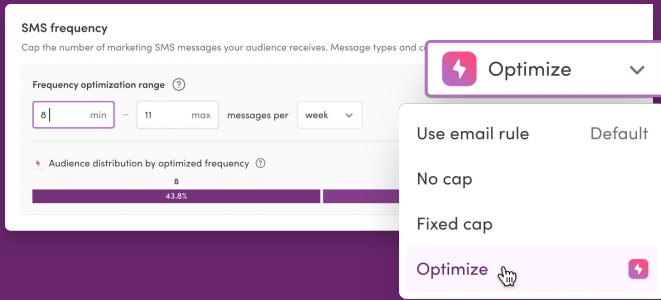 SMS frequency
Cap the number of marketing SMS messages your audience receives. Message types and
Optimize
Frequency optimization range ?
8 min – 11 max messages per week
Use email rule Default
No cap
Audience distribution by optimized frequency ?
8
43.8%
Fixed cap
Optimize